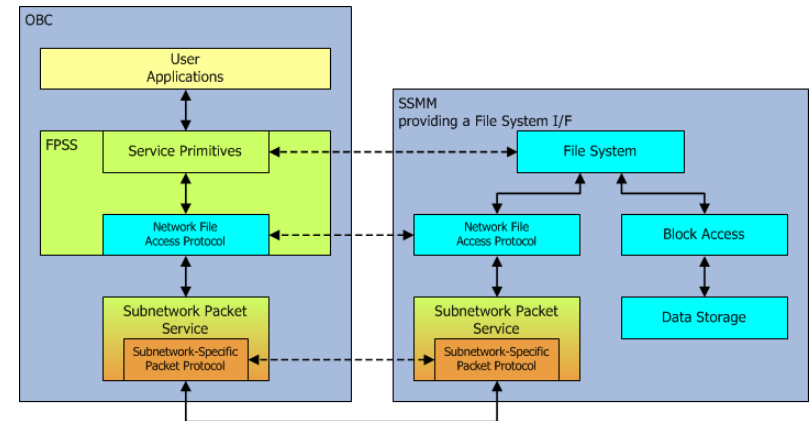 OBC
User
Applications
FPSS
Service Primitives
Network File
Access Protocol
Subnetwork Packet
Service
Subnetwork-Specific
Packet Protocol
SSMM
providing a File System I/F
File System
Network File
Access Protocol
Block Access
Subnetwork Packet
Service
Subnetwork-Specific
Packet Protocol
Data Storage